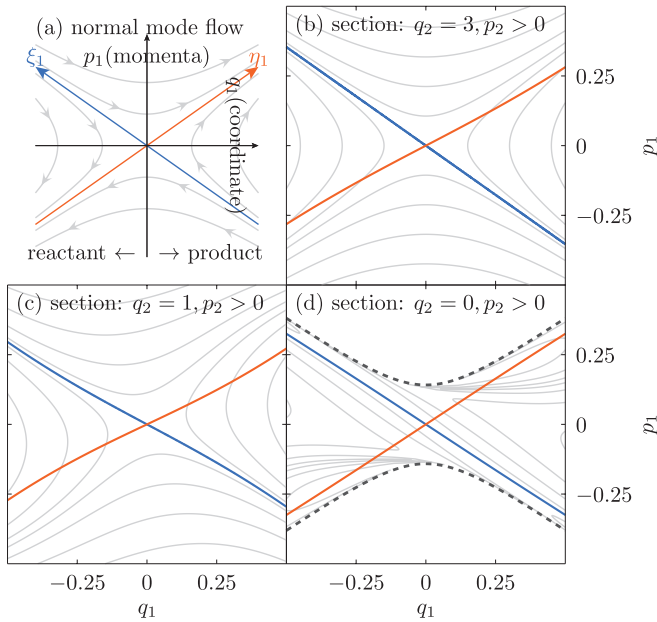 (a) normal mode flow
p₁(momenta)
ξ₁
η₁
q₁(coordinate)
reactant ← → product
(b) section: q₂ = 3, p₂ > 0
0.25
0
−0.25
p₁
(c) section: q₂ = 1, p₂ > 0
−0.25
0
0.25
q₁
(d) section: q₂ = 0, p₂ > 0
0.25
0
−0.25
p₁
−0.25
0
0.25
q₁